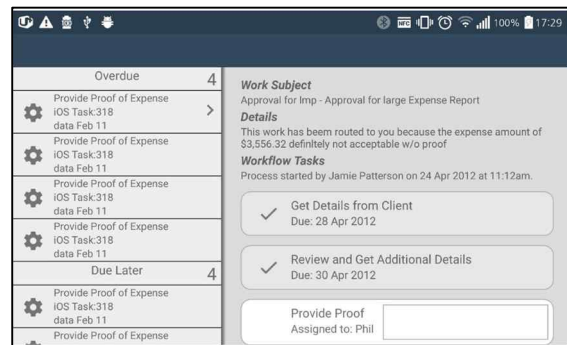 100% 17:29
NFC
Overdue 4
Provide Proof of Expense
iOS Task:318
data Feb 11
Provide Proof of Expense
iOS Task:318
data Feb 11
Provide Proof of Expense
iOS Task:318
data Feb 11
Provide Proof of Expense
iOS Task:318
data Feb 11
Due Later 4
Provide Proof of Expense
iOS Task:318
data Feb 11
Provide Proof of Expense
Work Subject
Approval for Imp - Approval for large Expense Report
Details
This work has beem routed to you because the expense amount of
$3,556.32 definltely not acceptable w/o proof
Workflow Tasks
Process started by Jamie Patterson on 24 Apr 2012 at 11:12am.
Get Details from Client
Due: 28 Apr 2012
Review and Get Additional Details
Due: 30 Apr 2012
Provide Proof
Assigned to: Phil